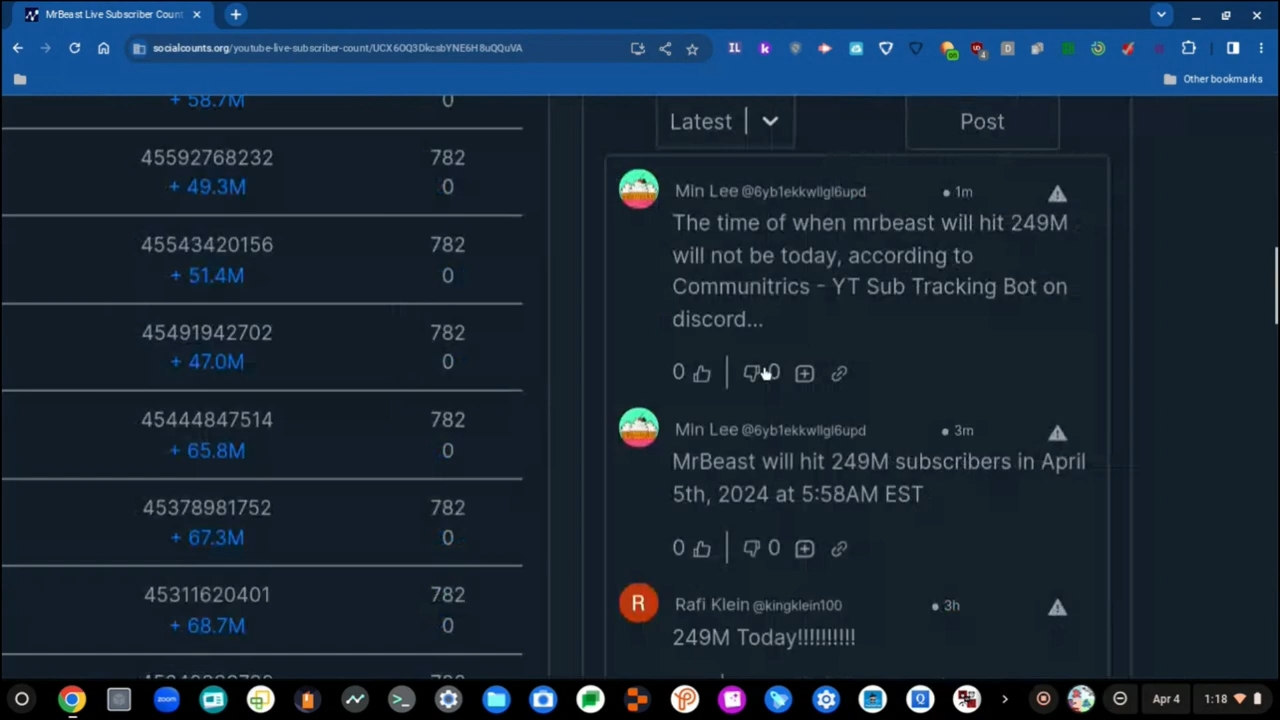 MrBeast Live Subscriber Count
socialcounts.org/youtube-live-subscriber-count/UCX6OQ3DkcsbYNE6H8uQQuVA
Other bookmarks
+ 58.7M 0
45592768232 782
+ 49.3M 0
45543420156 782
+ 51.4M 0
45491942702 782
+ 47.0M 0
45444847514 782
+ 65.8M 0
45378981752 782
+ 67.3M 0
45311620401 782
+ 68.7M 0
Latest
Post
Min Lee @6yb1ekkwllgl6upd • 1m
The time of when mrbeast will hit 249M
will not be today, according to
Communitrics - YT Sub Tracking Bot on
discord...
0 0
Min Lee @6yb1ekkwllgl6upd • 3m
MrBeast will hit 249M subscribers in April
5th, 2024 at 5:58AM EST
0 0
R
Rafi Klein @kingklein100 • 3h
249M Today!!!!!!!!!!
zoom
Apr 4 1:18